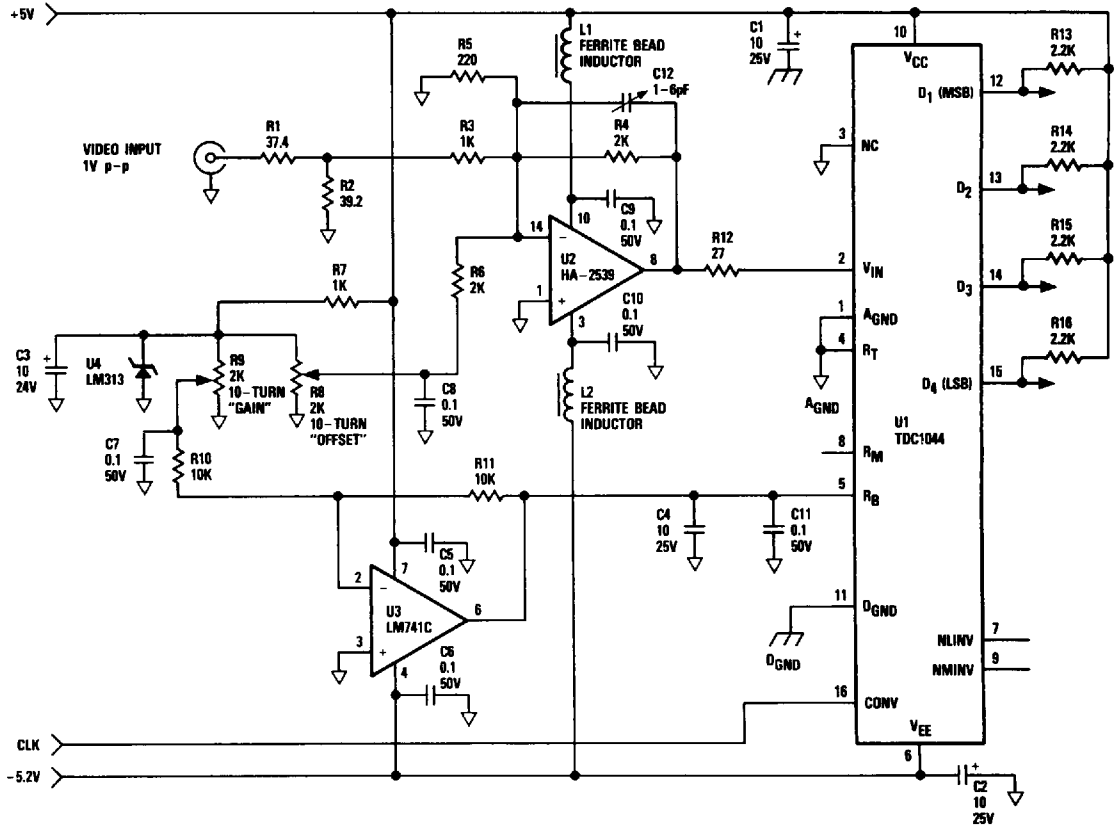 +5V
L1
FERRITE BEAD
INDUCTOR
R5
220
C12
1-6pF
C1
10
25V
+
10
VCC
R13
2.2K
12
D1 (MSB)
VIDEO INPUT
1V p-p
R1
37.4
R2
39.2
R3
1K
R4
2K
3
NC
R14
2.2K
13
D2
10
C9
0.1
50V
14
−
U2
HA-2539
8
R12
27
2
VIN
R15
2.2K
14
D3
R7
1K
R6
2K
1
+
3
C10
0.1
50V
1
AGND
4
RT
AGND
R16
2.2K
15
D4 (LSB)
C3
10
24V
+
U4
LM313
R9
2K
10-TURN
"GAIN"
R8
2K
10-TURN
"OFFSET"
C8
0.1
50V
L2
FERRITE BEAD
INDUCTOR
U1
TDC1044
C7
0.1
50V
R10
10K
R11
10K
8
RM
5
RB
C4
10
25V
C11
0.1
50V
7
C5
0.1
50V
2
−
U3
LM741C
6
3
+
4
C6
0.1
50V
11
DGND
DGND
NLINV
7
NMINV
9
16
CONV
VEE
6
CLK
-5.2V
+
C2
10
25V